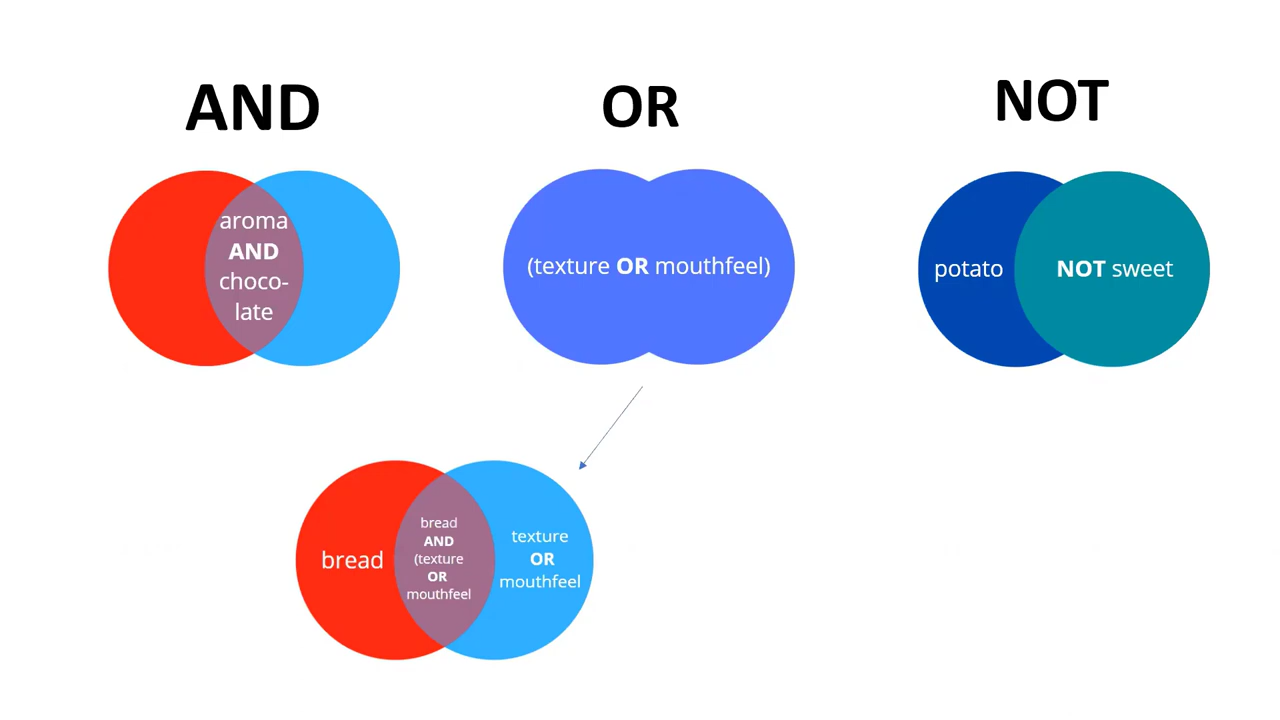 AND
OR
NOT
aroma
AND
choco-
late
(texture OR mouthfeel)
potato
NOT sweet
bread
bread
AND
(texture
OR
mouthfeel
texture
OR
mouthfeel